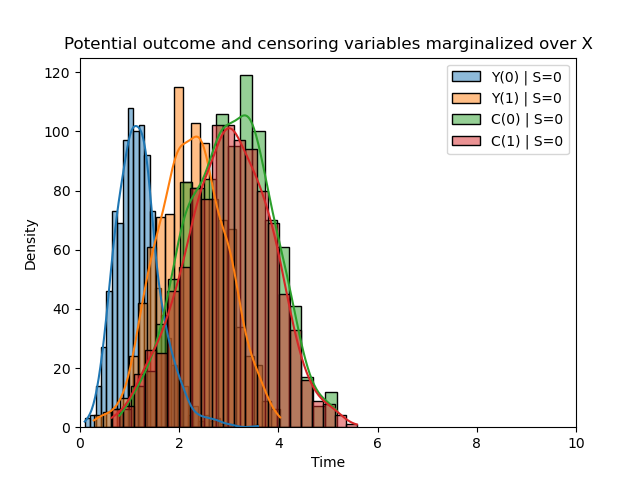 Potential outcome and censoring variables marginalized over X
120
100
80
60
40
20
0
Density
Y(0) | S=0
Y(1) | S=0
C(0) | S=0
C(1) | S=0
0 2 4 6 8 10
Time